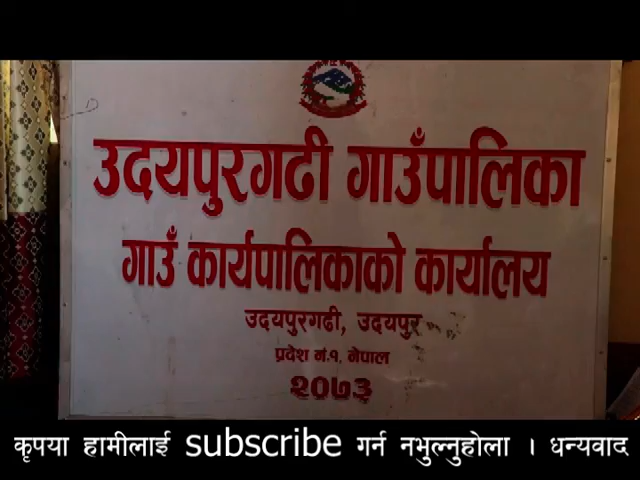 उदयपुरगढी गाउँपालिका
गाउँ कार्यपालिकाको कार्यालय
उदयपुरगढी, उदयपुर
प्रदेश नं.१, नेपाल
२०७३
कृपया हामीलाई subscribe गर्न नभुल्नुहोला । धन्यवाद